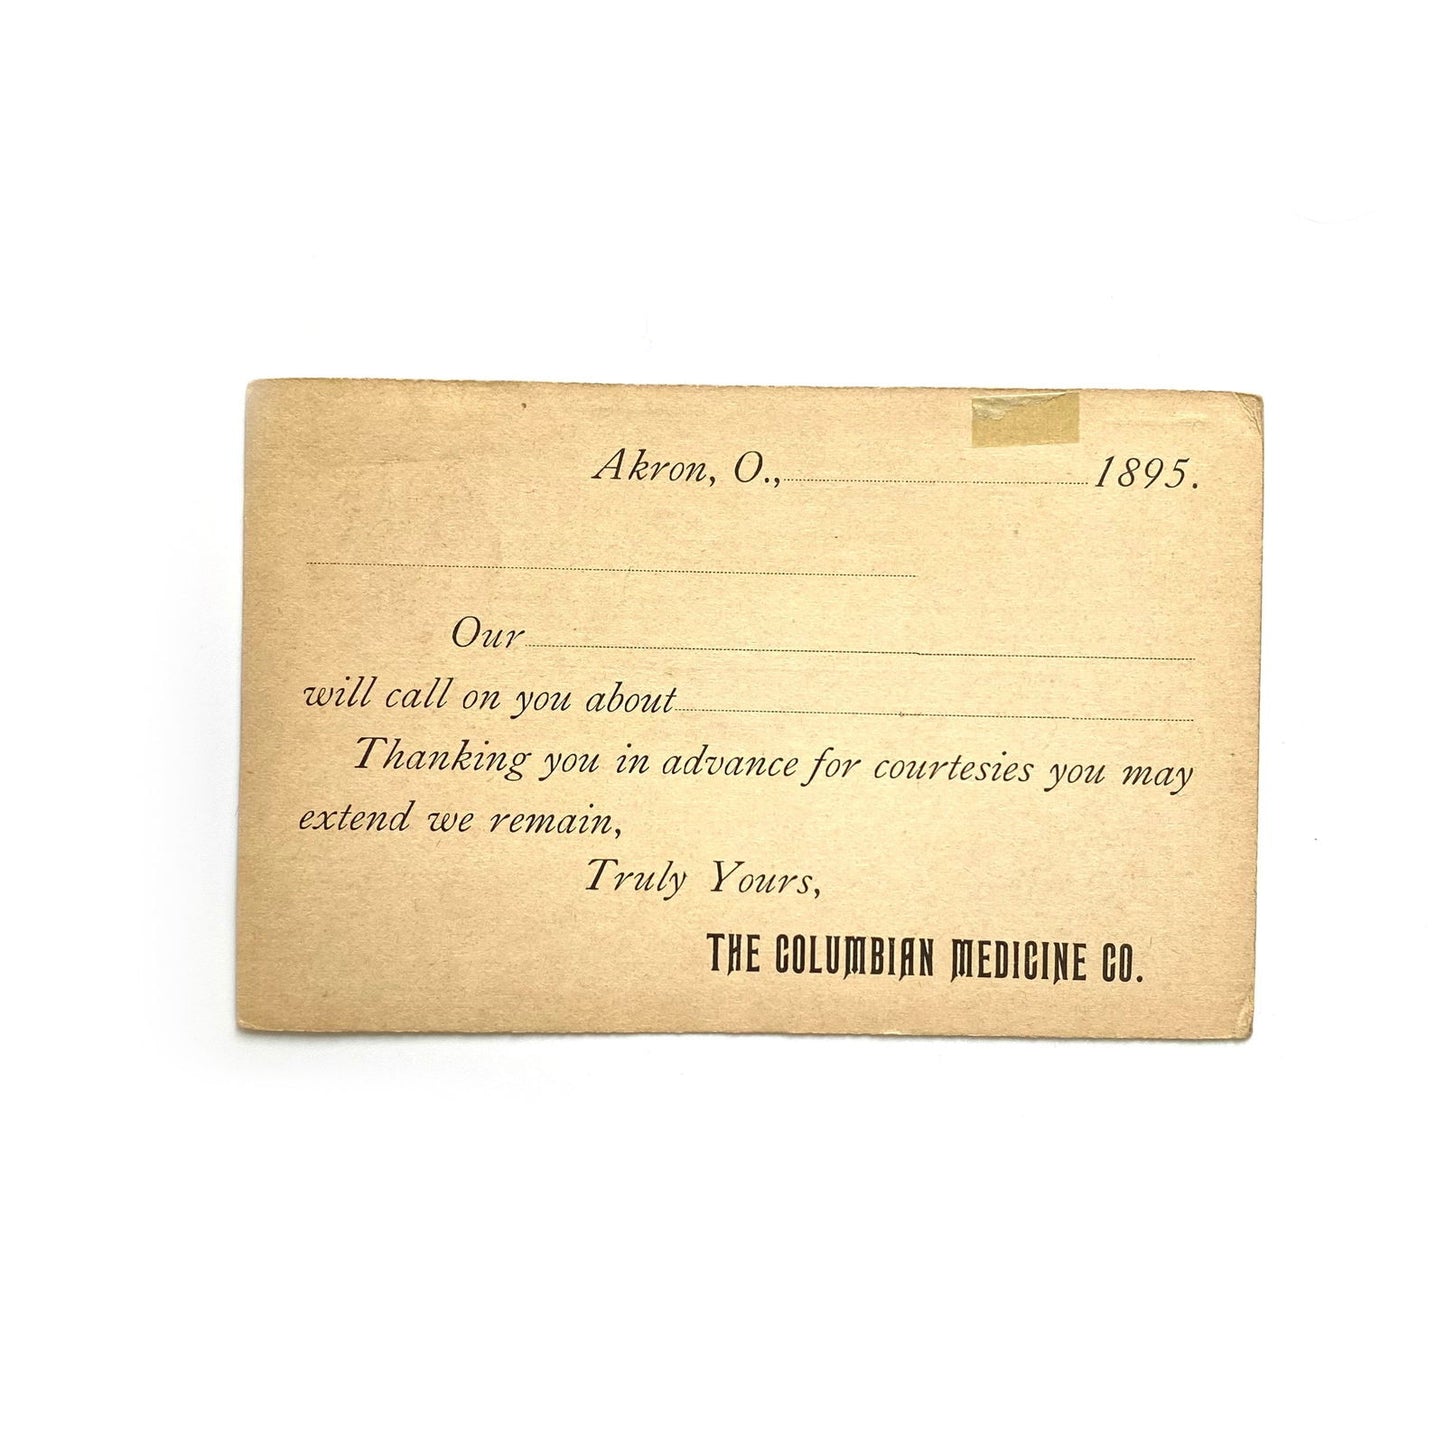 Akron, O., 1895.
Our
will call on you about
Thanking you in advance for courtesies you may
extend we remain,
Truly Yours,
THE COLUMBIAN MEDICINE CO.